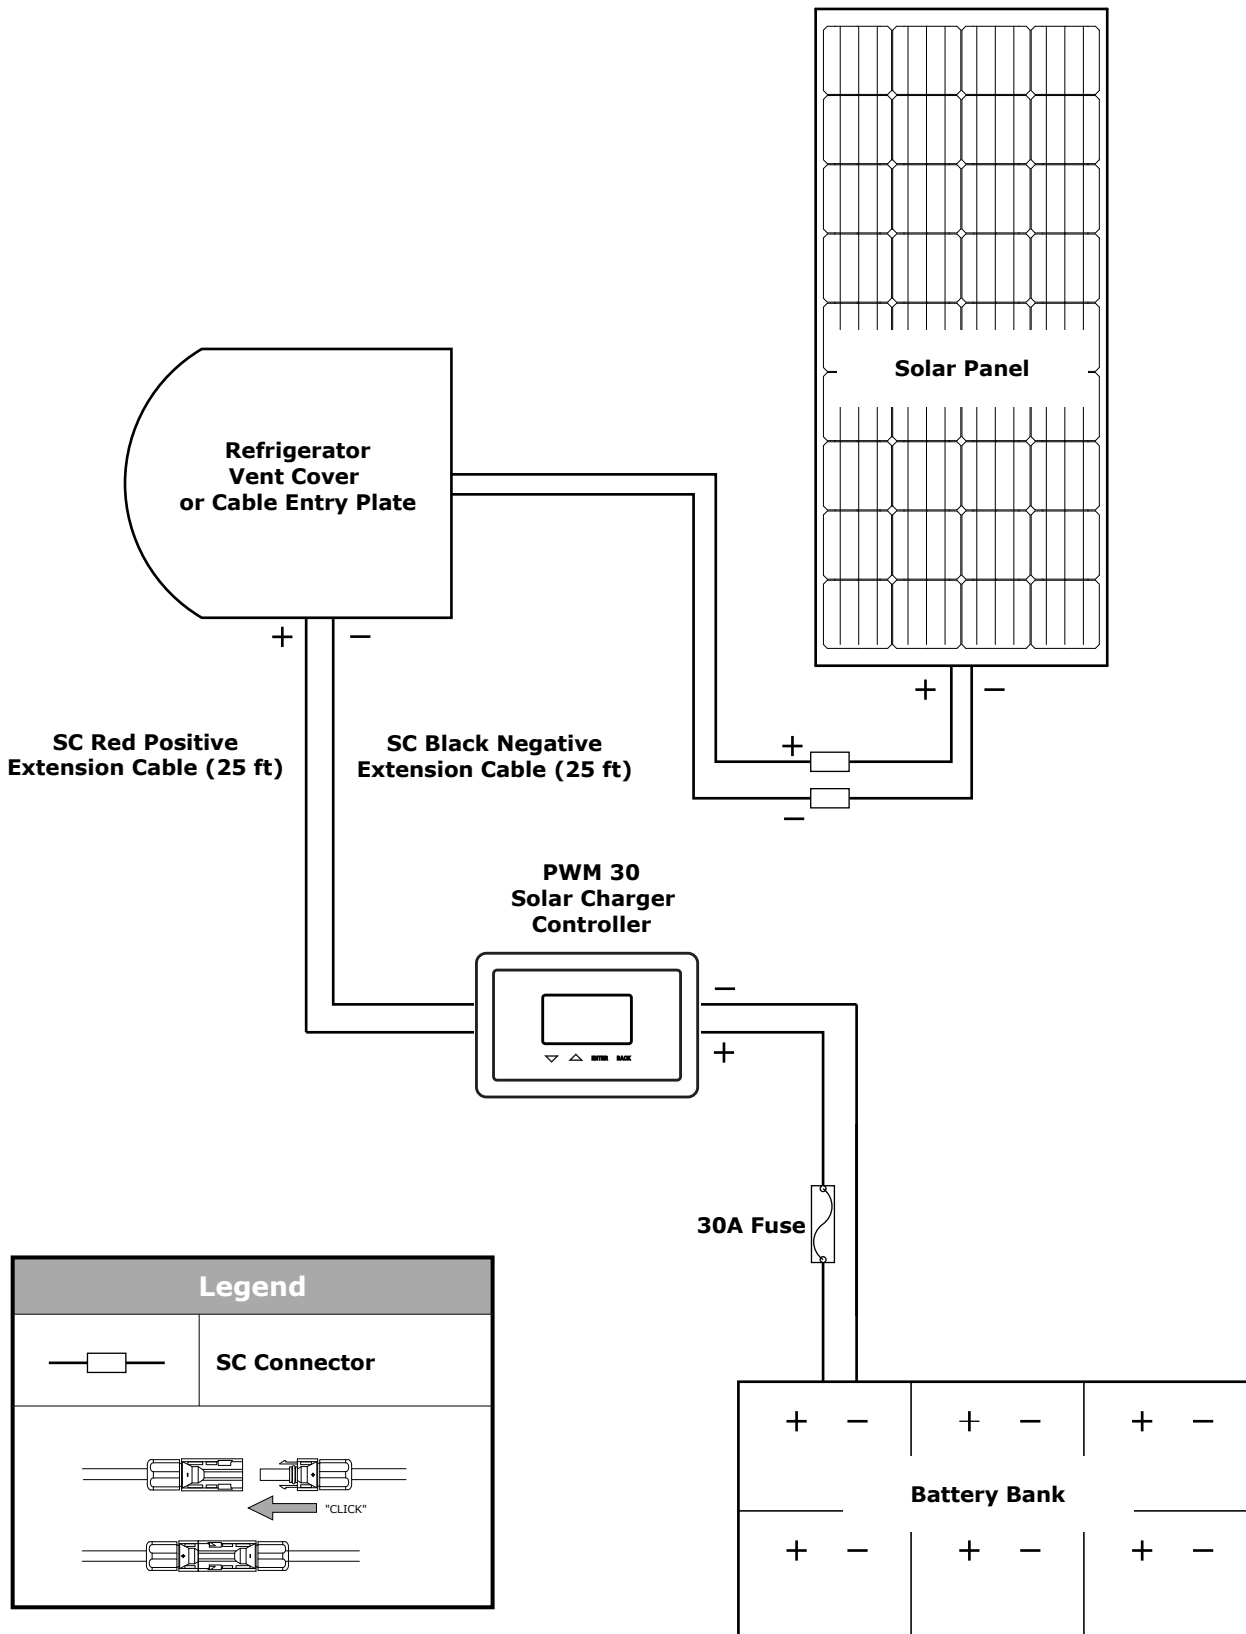 Solar Panel
+ −
Refrigerator
Vent Cover
or Cable Entry Plate
+ −
SC Red Positive
Extension Cable (25 ft)
SC Black Negative
Extension Cable (25 ft)
+
−
PWM 30
Solar Charger
Controller
ENTER BACK
−
+
30A Fuse
Legend
SC Connector
"CLICK"
+ − + − + −
Battery Bank
+ − + − + −